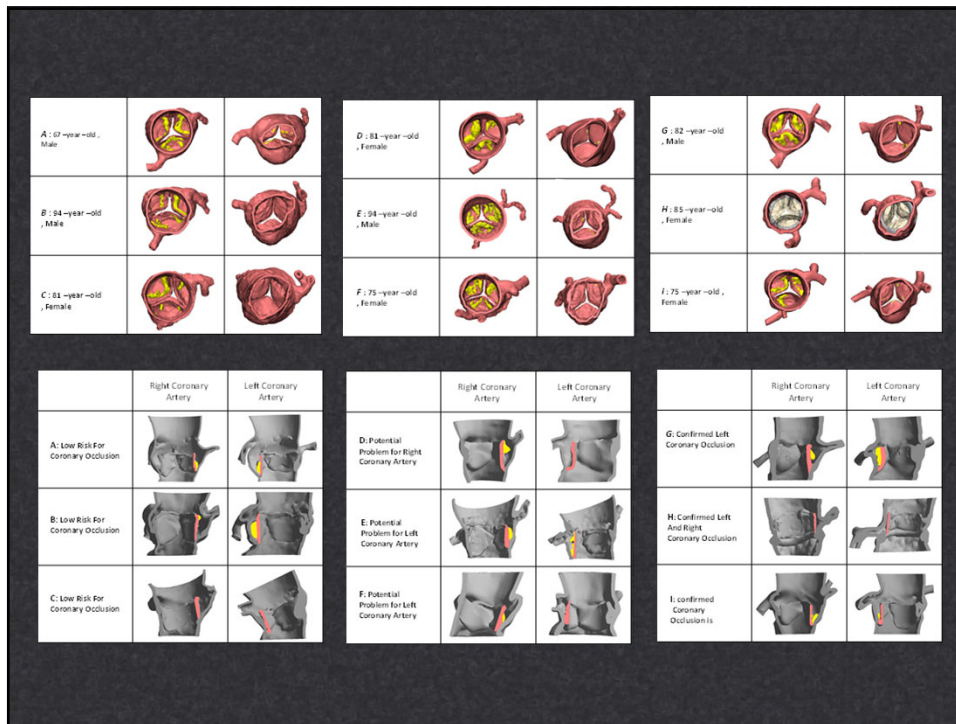 A : 67 –year –old ,
Male
B : 94 –year –old
, Male
C : 81 –year –old
, Female
D : 81 –year –old
, Female
E : 94 –year –old
, Male
F : 75 –year –old
, Female
G : 82 –year –old
, Male
H : 85 –year –old
, Female
i : 75 –year –old ,
Female
Right Coronary
Artery
Left Coronary
Artery
A: Low Risk For
Coronary Occlusion
B: Low Risk For
Coronary Occlusion
C: Low Risk For
Coronary Occlusion
Right Coronary
Artery
Left Coronary
Artery
D: Potential
Problem for Right
Coronary Artery
E: Potential
Problem for Left
Coronary Artery
F: Potential
Problem for Left
Coronary Artery
Right Coronary
Artery
Left Coronary
Artery
G: Confirmed Left
Coronary Occlusion
H: Confirmed Left
And Right
Coronary Occlusion
I: confirmed
Coronary
Occlusion is